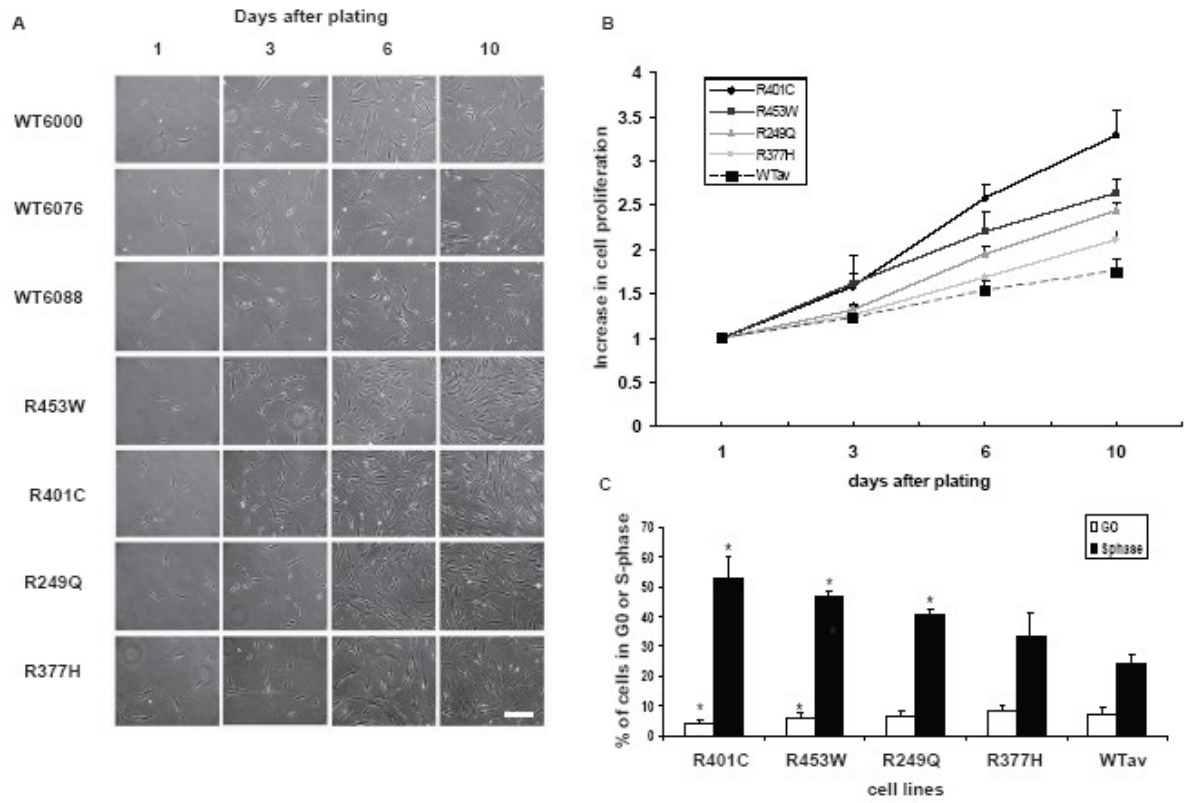 A
Days after plating
1 3 6 10
WT6000
WT6076
WT6088
R453W
R401C
R249Q
R377H
B
Increase in cell proliferation
4
3.5
3
2.5
2
1.5
1
0.5
0
R401C
R453W
R249Q
R377H
WTav
1 3 6 10
days after plating
C
% of cells in G0 or S-phase
70
60
50
40
30
20
10
0
G0
Sphase
* * * * *
R401C R453W R249Q R377H WTav
cell lines